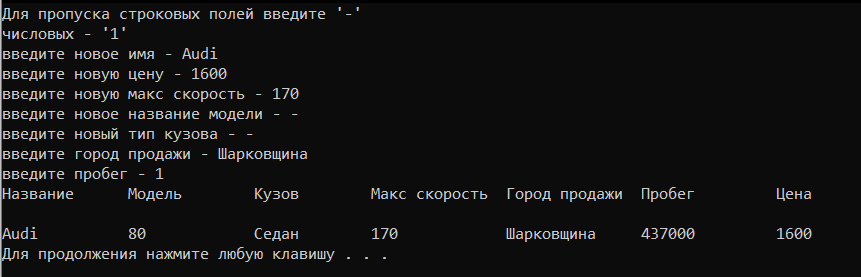 Для пропуска строковых полей введите '-'
числовых - '1'
введите новое имя - Audi
введите новую цену - 1600
введите новую макс скорость - 170
введите новое название модели - -
введите новый тип кузова - -
введите город продажи - Шарковщина
введите пробег - 1
Название Модель Кузов Макс скорость Город продажи Пробег Цена
Audi 80 Седан 170 Шарковщина 437000 1600
Для продолжения нажмите любую клавишу . . .